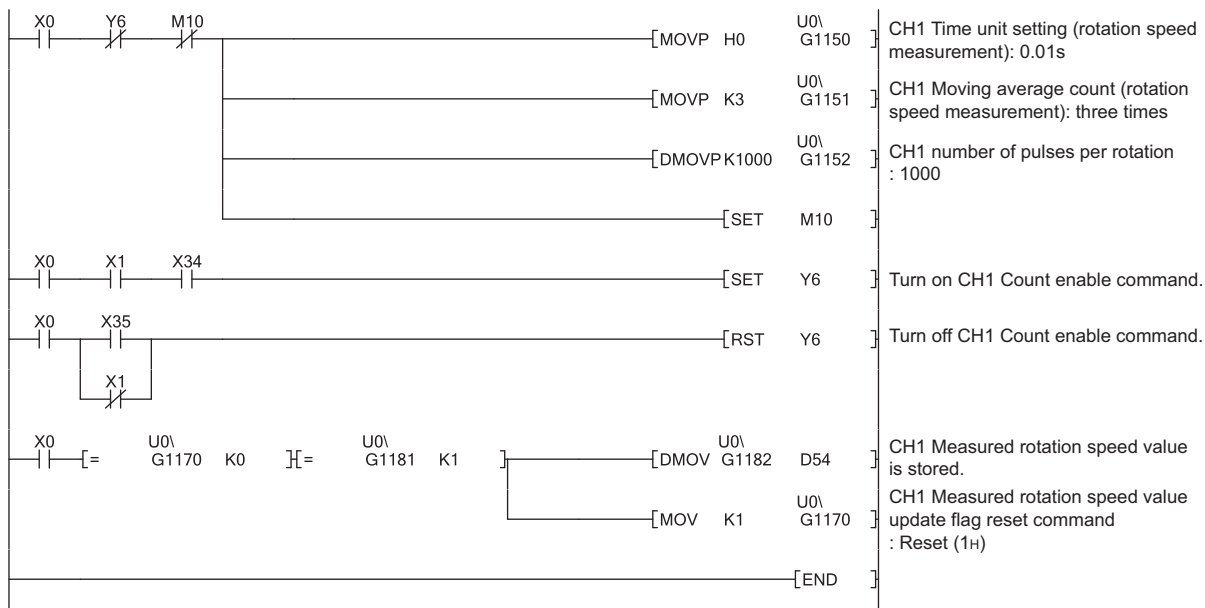 X0 Y6 M10 U0\
[MOVP H0 G1150 ] CH1 Time unit setting (rotation speed
measurement): 0.01s
U0\
[MOVP K3 G1151 ] CH1 Moving average count (rotation
speed measurement): three times
U0\
[DMOVP K1000 G1152 ] CH1 number of pulses per rotation
: 1000
[SET M10 ]
X0 X1 X34
[SET Y6 ] Turn on CH1 Count enable command.
X0 X35
[RST Y6 ] Turn off CH1 Count enable command.
X1
X0 U0\ U0\ U0\
[= G1170 K0 ] [= G1181 K1 ] [DMOV G1182 D54 ] CH1 Measured rotation speed value
is stored.
U0\ CH1 Measured rotation speed value
[MOV K1 G1170 ] update flag reset command
: Reset (1H)
[END ]